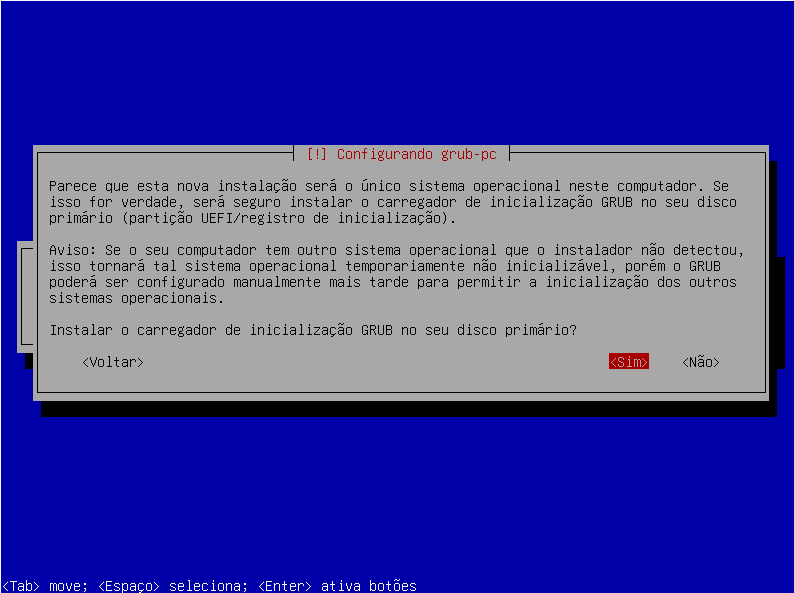 [!] Configurando grub-pc
Parece que esta nova instalação será o único sistema operacional neste computador. Se
isso for verdade, será seguro instalar o carregador de inicialização GRUB no seu disco
primário (partição UEFI/registro de inicialização).
Aviso: Se o seu computador tem outro sistema operacional que o instalador não detectou,
isso tornará tal sistema operacional temporariamente não inicializável, porém o GRUB
poderá ser configurado manualmente mais tarde para permitir a inicialização dos outros
sistemas operacionais.
Instalar o carregador de inicialização GRUB no seu disco primário?
<Voltar> <Sim> <Não>
<Tab> move; <Espaço> seleciona; <Enter> ativa botões